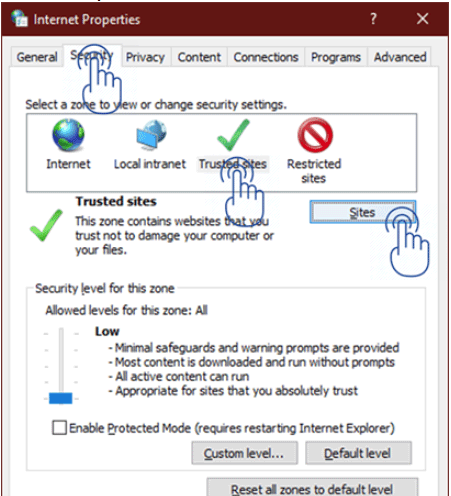 Internet Properties ? ×
General Security Privacy Content Connections Programs Advanced
Select a zone to view or change security settings.
Internet Local intranet Trusted sites Restricted
sites
Trusted sites
This zone contains websites that you
trust not to damage your computer or
your files.
Sites
Security level for this zone
Allowed levels for this zone: All
Low
- Minimal safeguards and warning prompts are provided
- Most content is downloaded and run without prompts
- All active content can run
- Appropriate for sites that you absolutely trust
Enable Protected Mode (requires restarting Internet Explorer)
Custom level... Default level
Reset all zones to default level